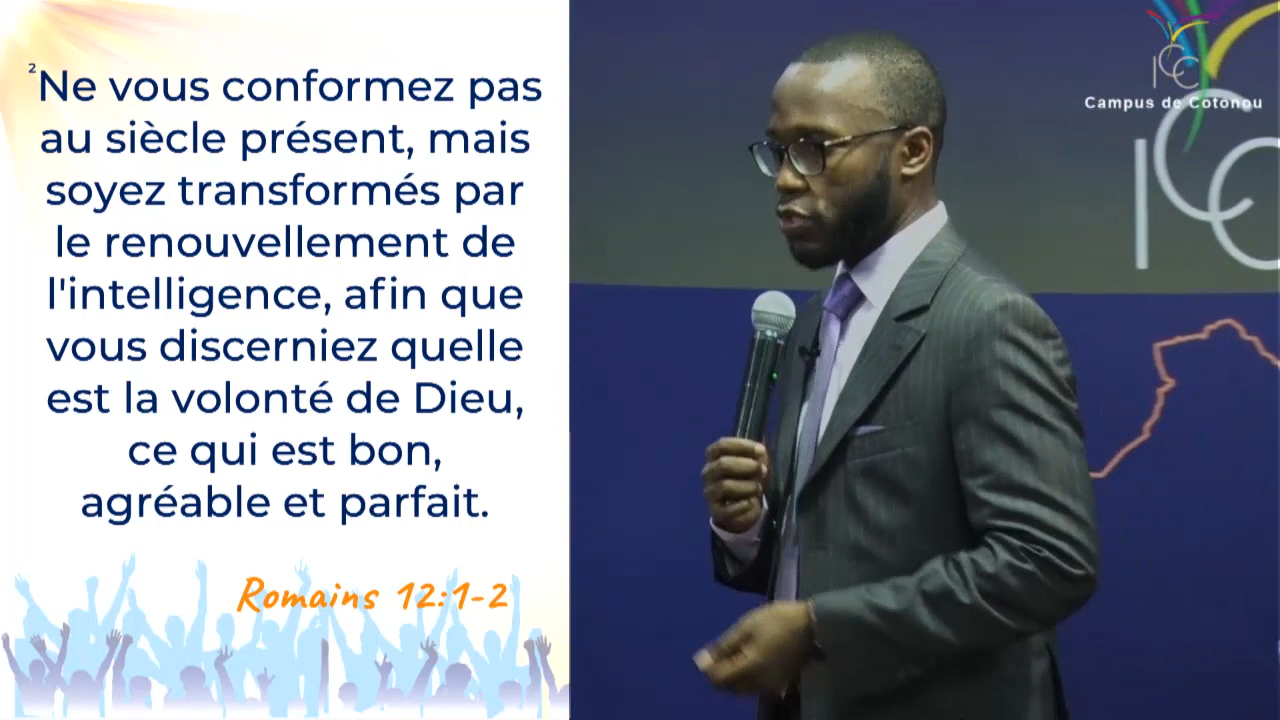 ²Ne vous conformez pas
au siècle présent, mais
soyez transformés par
le renouvellement de
l'intelligence, afin que
vous discerniez quelle
est la volonté de Dieu,
ce qui est bon,
agréable et parfait.
Romains 12:1-2
ICC
Campus de Cotonou
ICC